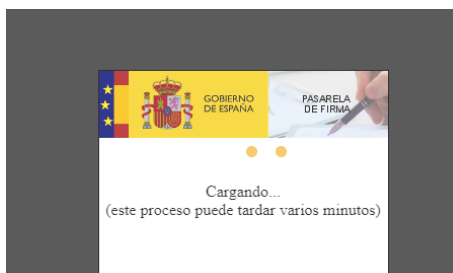 GOBIERNO
DE ESPAÑA
PASARELA
DE FIRMA
Cargando...
(este proceso puede tardar varios minutos)